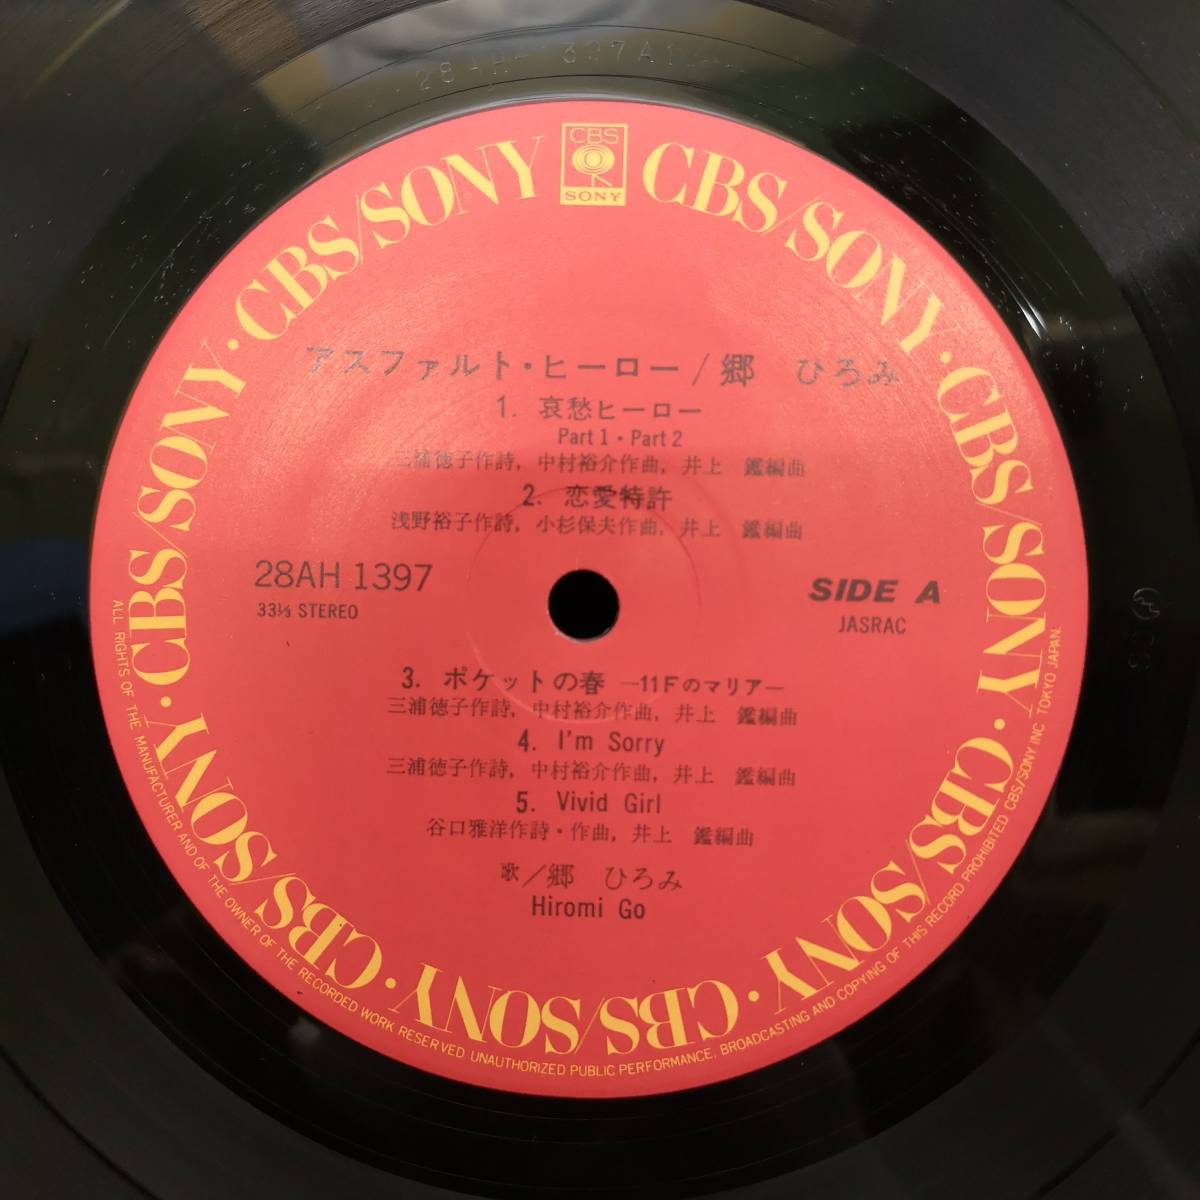 28AH-1397A1
CBS
SONY
CBS/SONY · CBS/SONY · CBS/SONY · CBS/SONY · CBS/SONY · CBS/SONY · CBS/SONY · CBS/SONY
アスファルト・ヒーロー/郷 ひろみ
1. 哀愁ヒーロー
Part 1・Part 2
三浦徳子作詩, 中村裕介作曲, 井上 鑑編曲
2. 恋愛特許
浅野裕子作詩, 小杉保夫作曲, 井上 鑑編曲
28AH 1397
33⅓ STEREO
SIDE A
JASRAC
3. ポケットの春 —11Fのマリア—
三浦徳子作詩, 中村裕介作曲, 井上 鑑編曲
4. I'm Sorry
三浦徳子作詩, 中村裕介作曲, 井上 鑑編曲
5. Vivid Girl
谷口雅洋作詩・作曲, 井上 鑑編曲
歌/郷 ひろみ
Hiromi Go
ALL RIGHTS OF THE MANUFACTURER AND OF THE OWNER OF THE RECORDED WORK RESERVED UNAUTHORIZED PUBLIC PERFORMANCE, BROADCASTING AND COPYING OF THIS RECORD PROHIBITED CBS/SONY INC. TOKYO JAPAN.